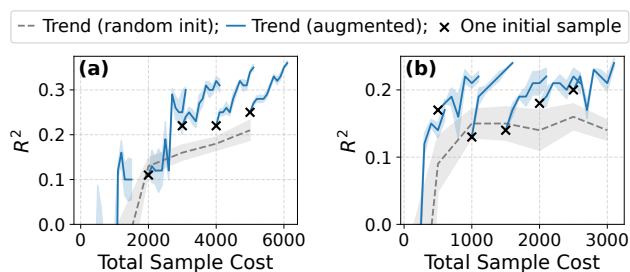 Trend (random init); Trend (augmented); × One initial sample
(a) (b)
R² 0.3 0.2 0.1 0.0
0 2000 4000 6000
Total Sample Cost
R² 0.2 0.1 0.0
0 1000 2000 3000
Total Sample Cost